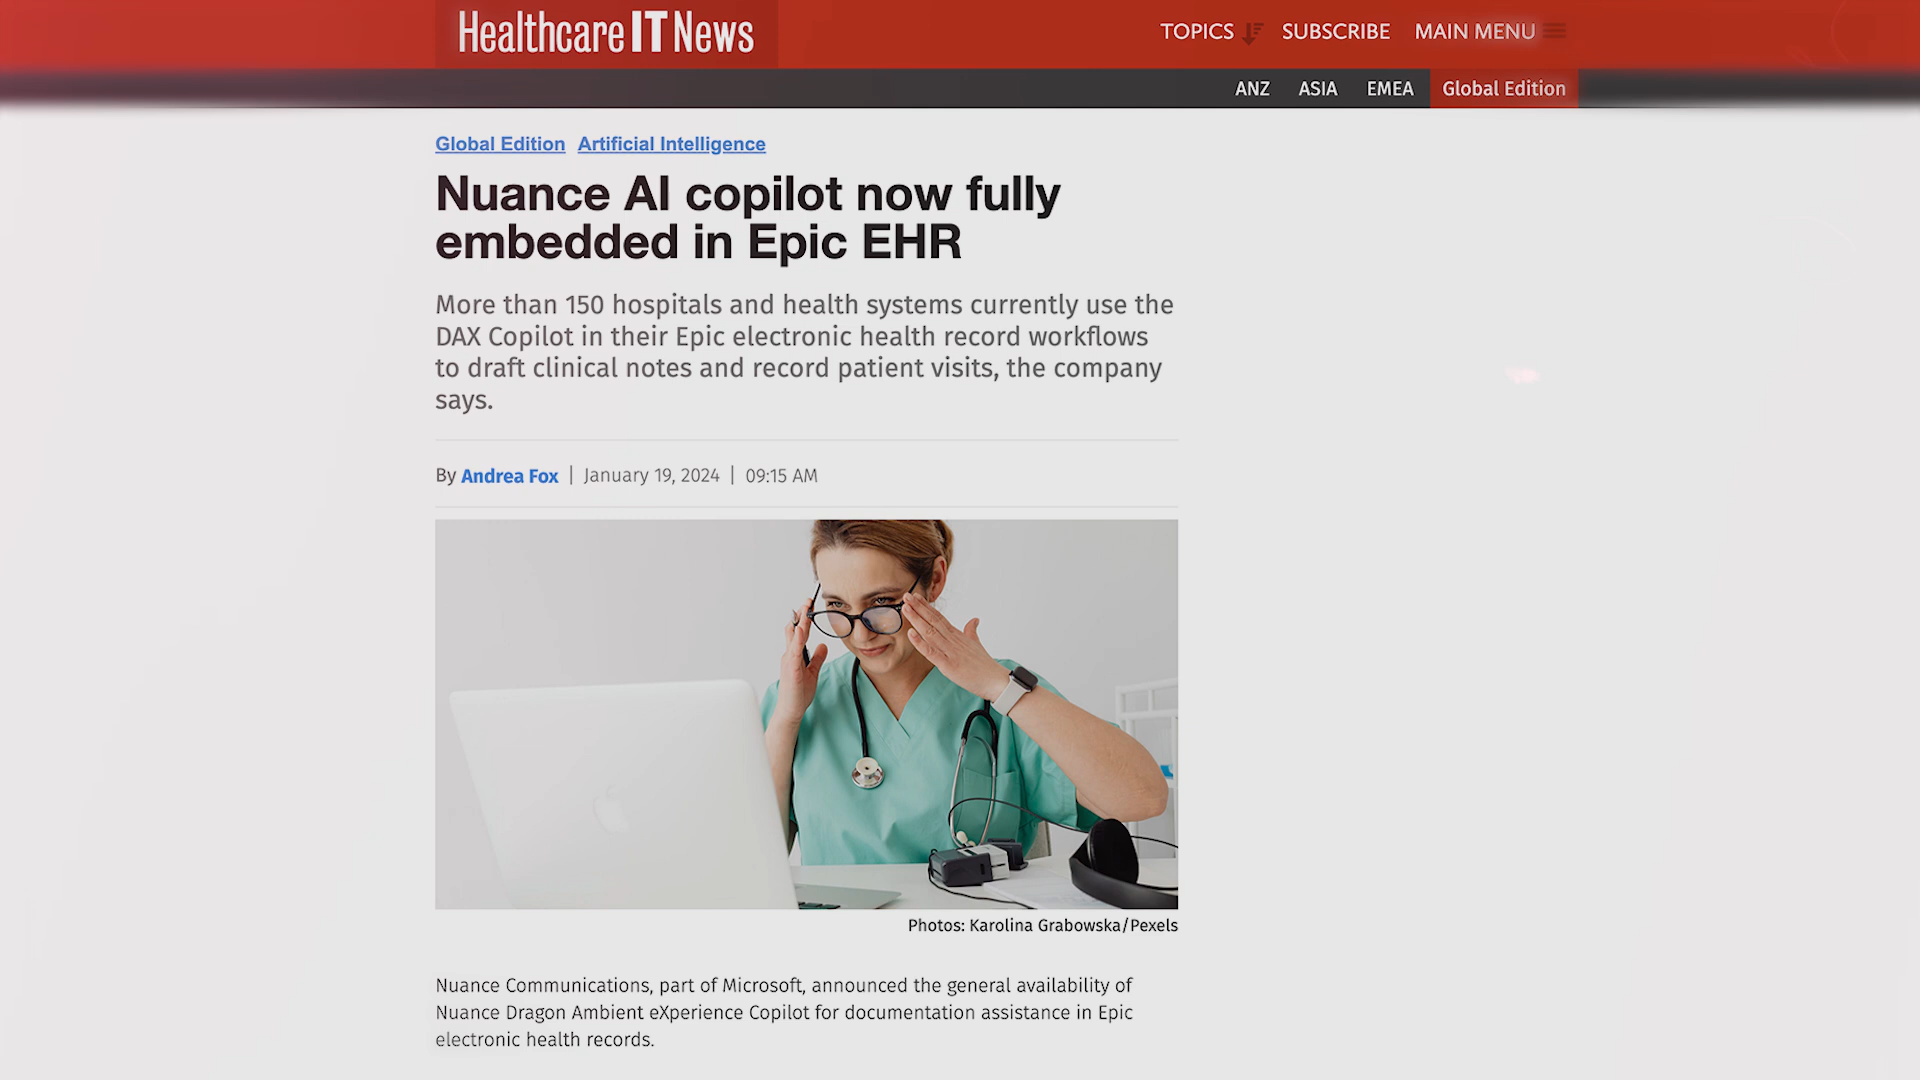 Healthcare IT News
TOPICS SUBSCRIBE MAIN MENU
ANZ ASIA EMEA Global Edition
Global Edition Artificial Intelligence
Nuance AI copilot now fully
embedded in Epic EHR
More than 150 hospitals and health systems currently use the
DAX Copilot in their Epic electronic health record workflows
to draft clinical notes and record patient visits, the company
says.
By Andrea Fox | January 19, 2024 | 09:15 AM
Photos: Karolina Grabowska/Pexels
Nuance Communications, part of Microsoft, announced the general availability of
Nuance Dragon Ambient eXperience Copilot for documentation assistance in Epic
electronic health records.